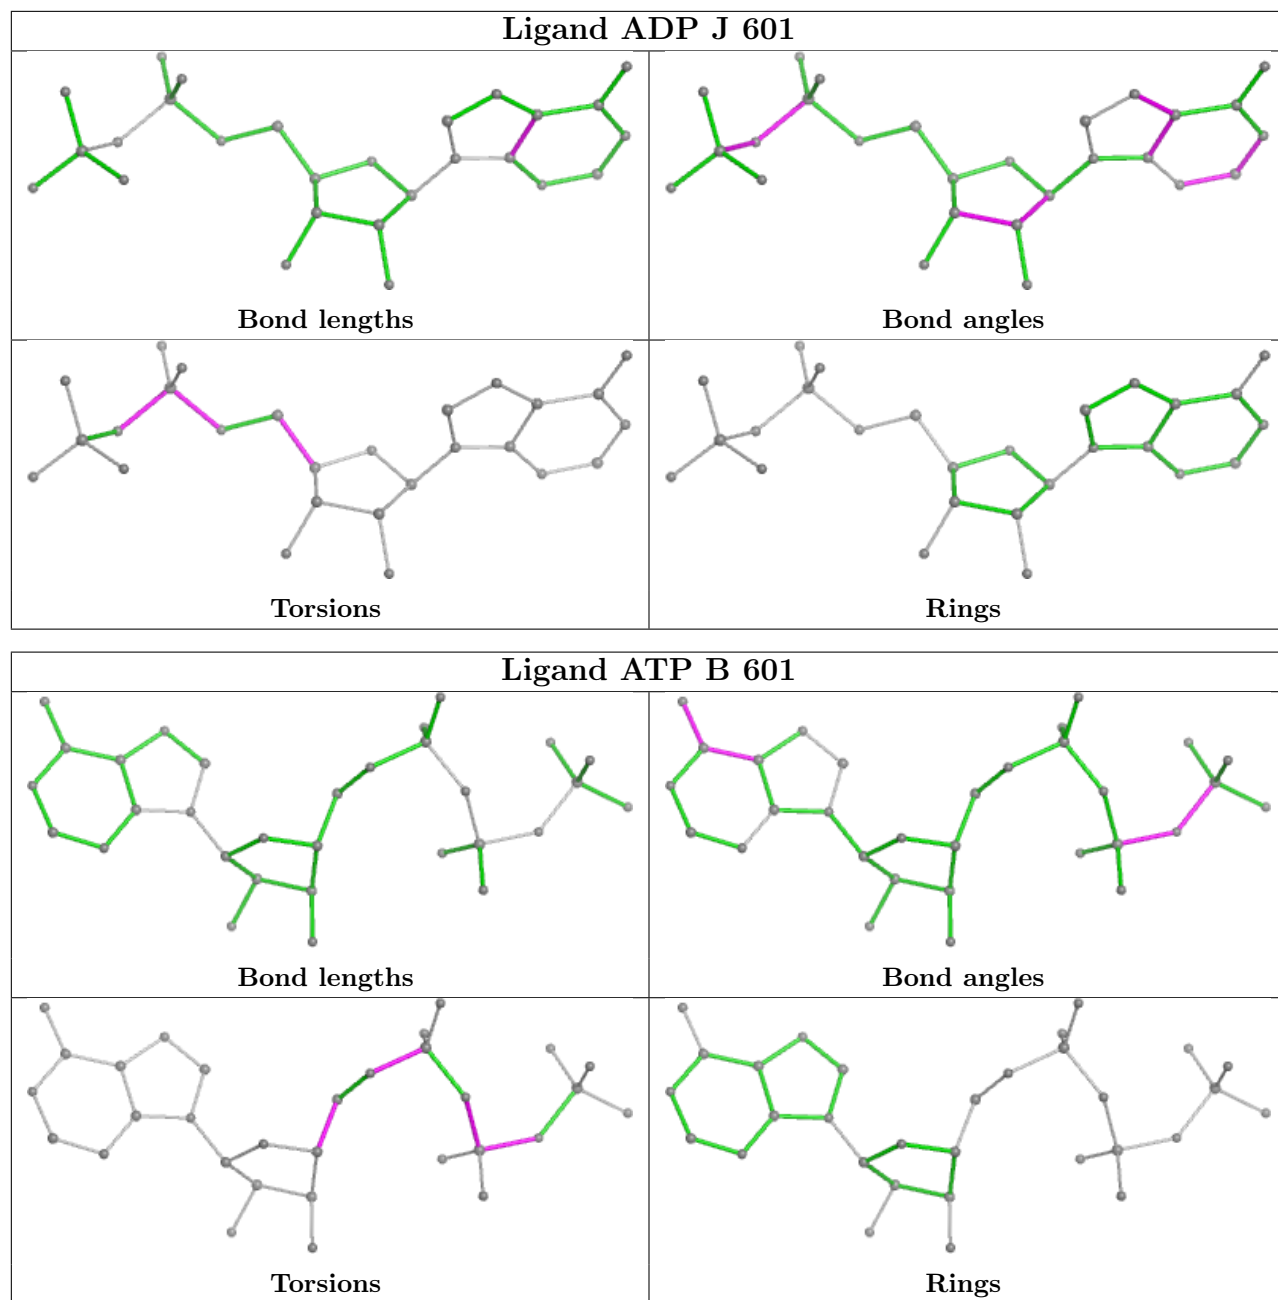 Ligand ADP J 601
Bond lengths
Bond angles
Torsions
Rings
Ligand ATP B 601
Bond lengths
Bond angles
Torsions
Rings